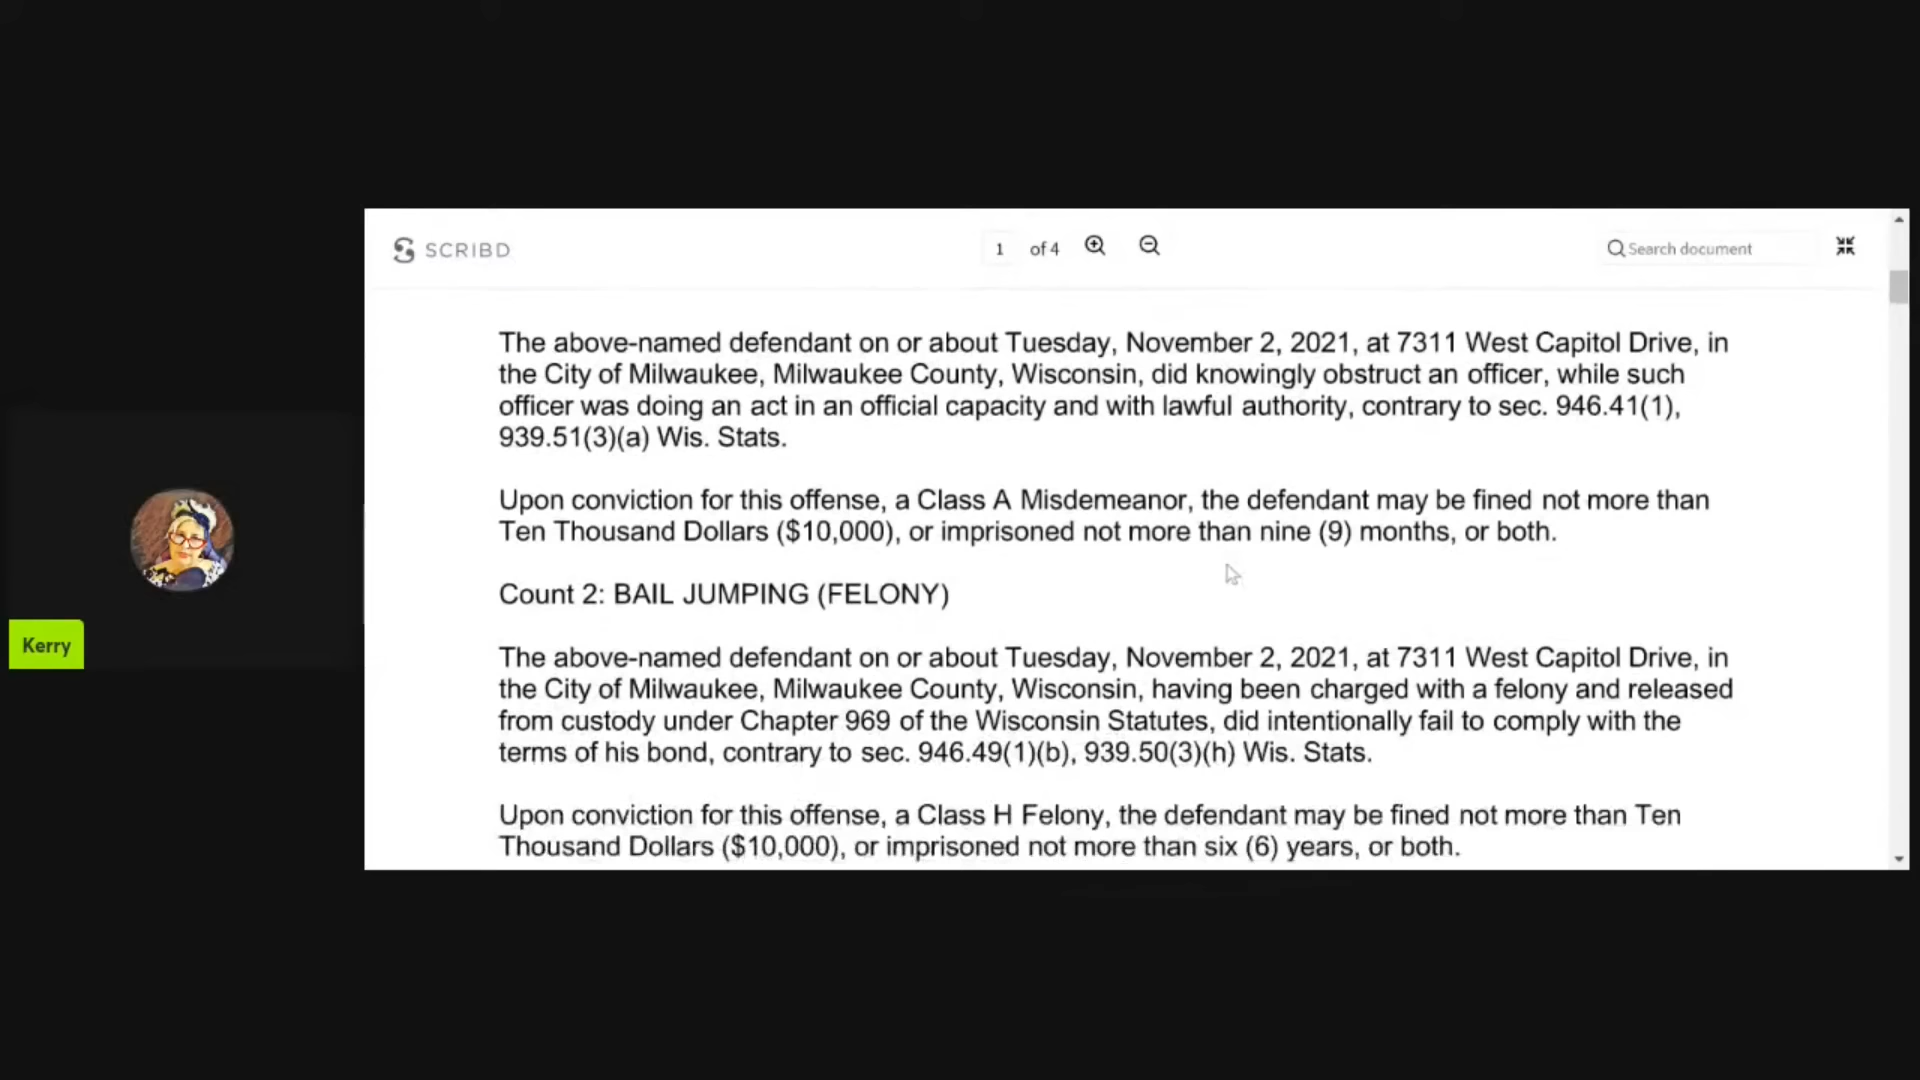 SCRIBD
1 of 4
Search document
The above-named defendant on or about Tuesday, November 2, 2021, at 7311 West Capitol Drive, in
the City of Milwaukee, Milwaukee County, Wisconsin, did knowingly obstruct an officer, while such
officer was doing an act in an official capacity and with lawful authority, contrary to sec. 946.41(1),
939.51(3)(a) Wis. Stats.
Upon conviction for this offense, a Class A Misdemeanor, the defendant may be fined not more than
Ten Thousand Dollars ($10,000), or imprisoned not more than nine (9) months, or both.
Count 2: BAIL JUMPING (FELONY)
The above-named defendant on or about Tuesday, November 2, 2021, at 7311 West Capitol Drive, in
the City of Milwaukee, Milwaukee County, Wisconsin, having been charged with a felony and released
from custody under Chapter 969 of the Wisconsin Statutes, did intentionally fail to comply with the
terms of his bond, contrary to sec. 946.49(1)(b), 939.50(3)(h) Wis. Stats.
Upon conviction for this offense, a Class H Felony, the defendant may be fined not more than Ten
Thousand Dollars ($10,000), or imprisoned not more than six (6) years, or both.
Kerry